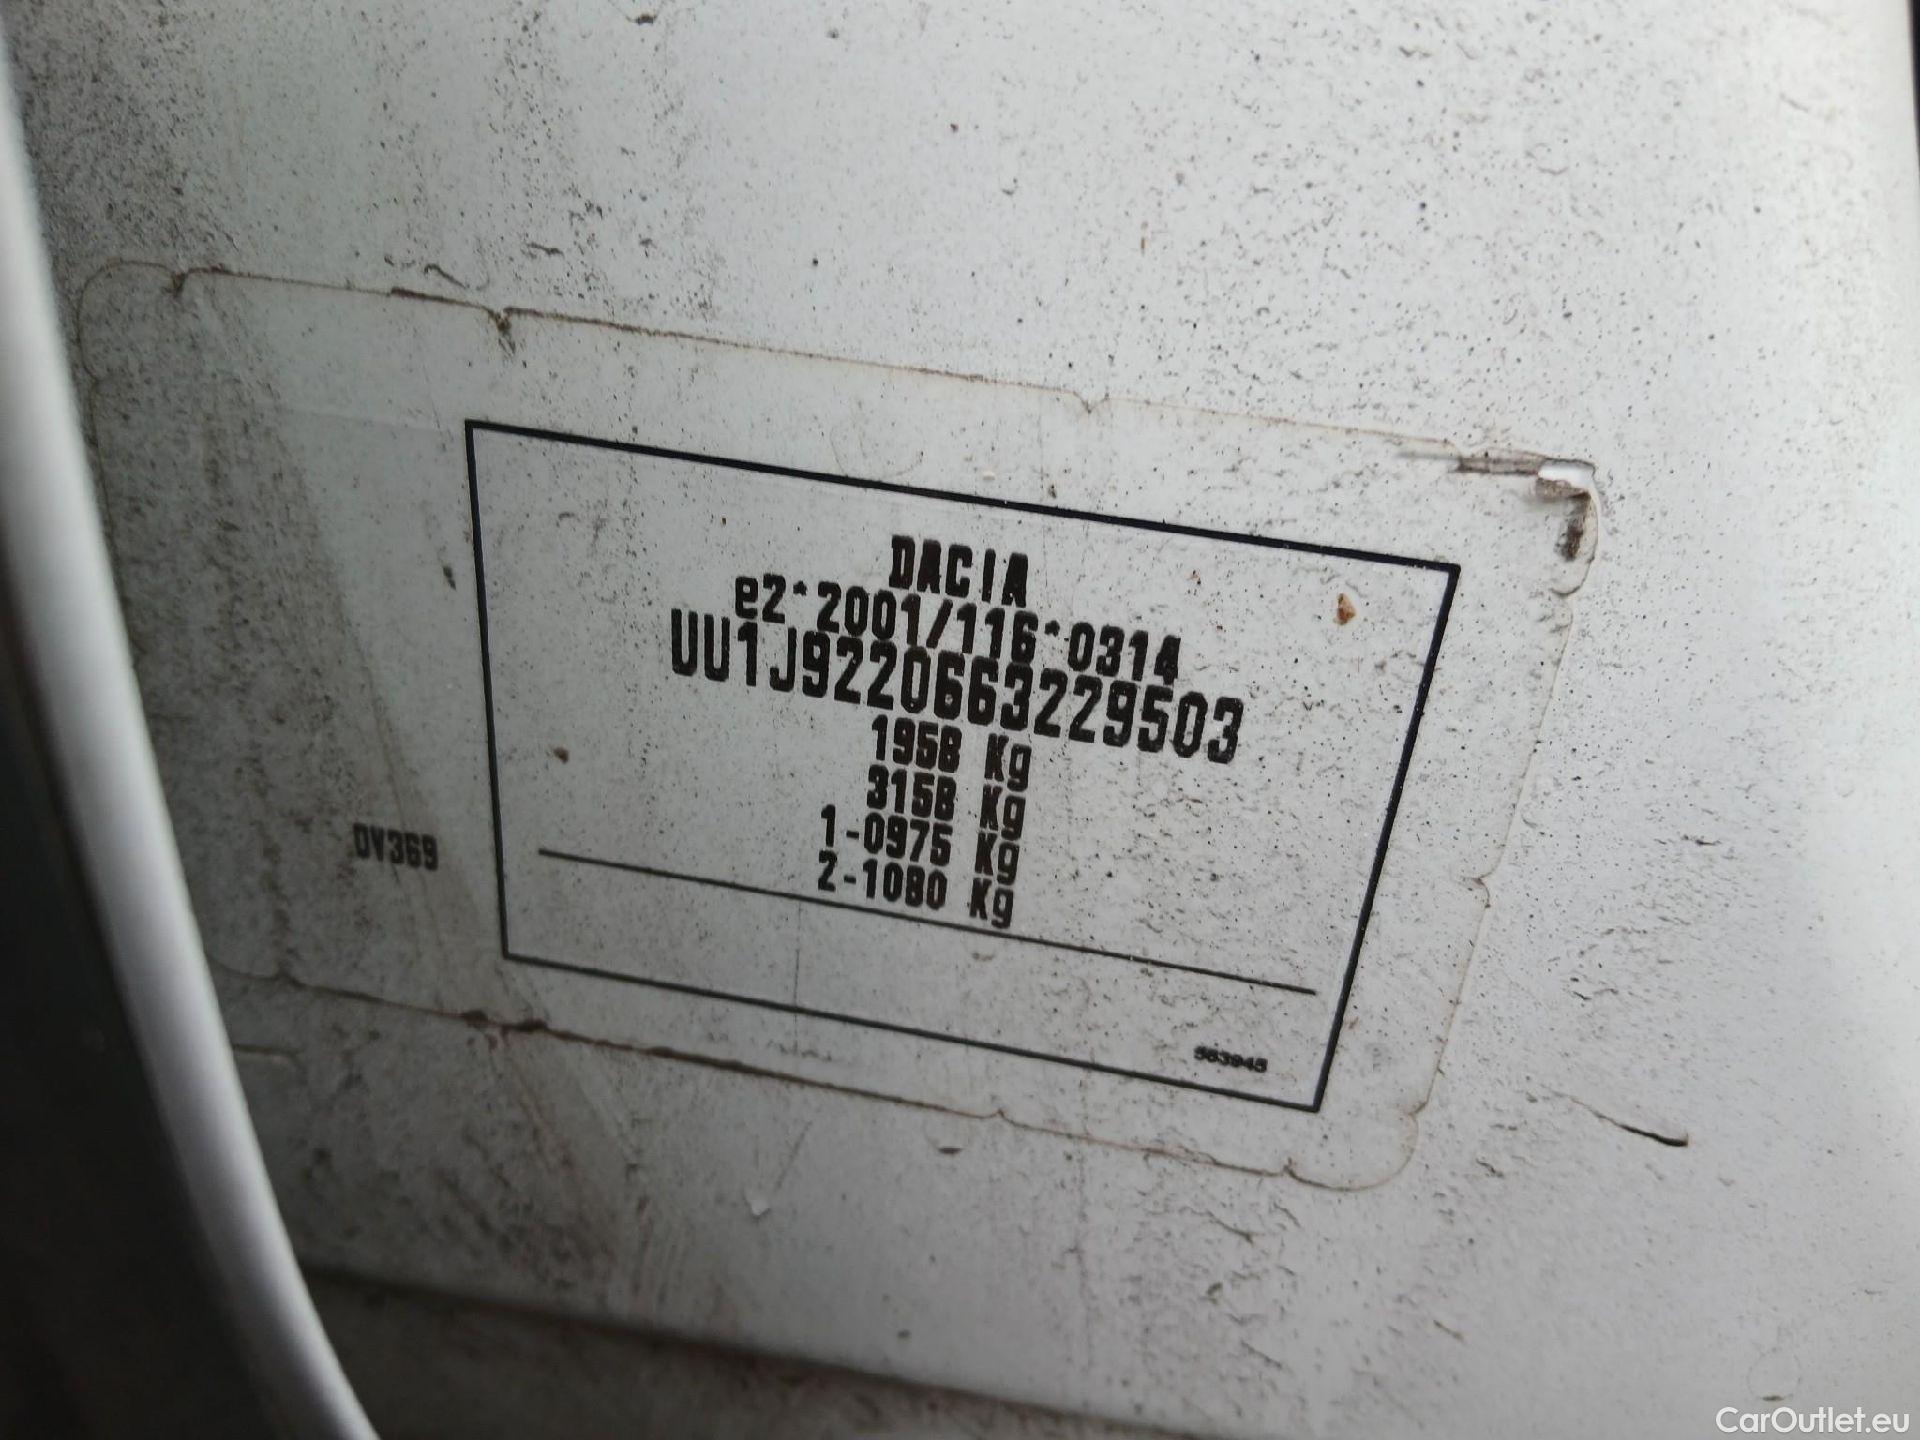 DACIA
e2*2001/116*0314
UU1J9220663229503
1958 Kg
3158 Kg
1-0975 Kg
2-1080 Kg
DV369
583945
CarOutlet.eu